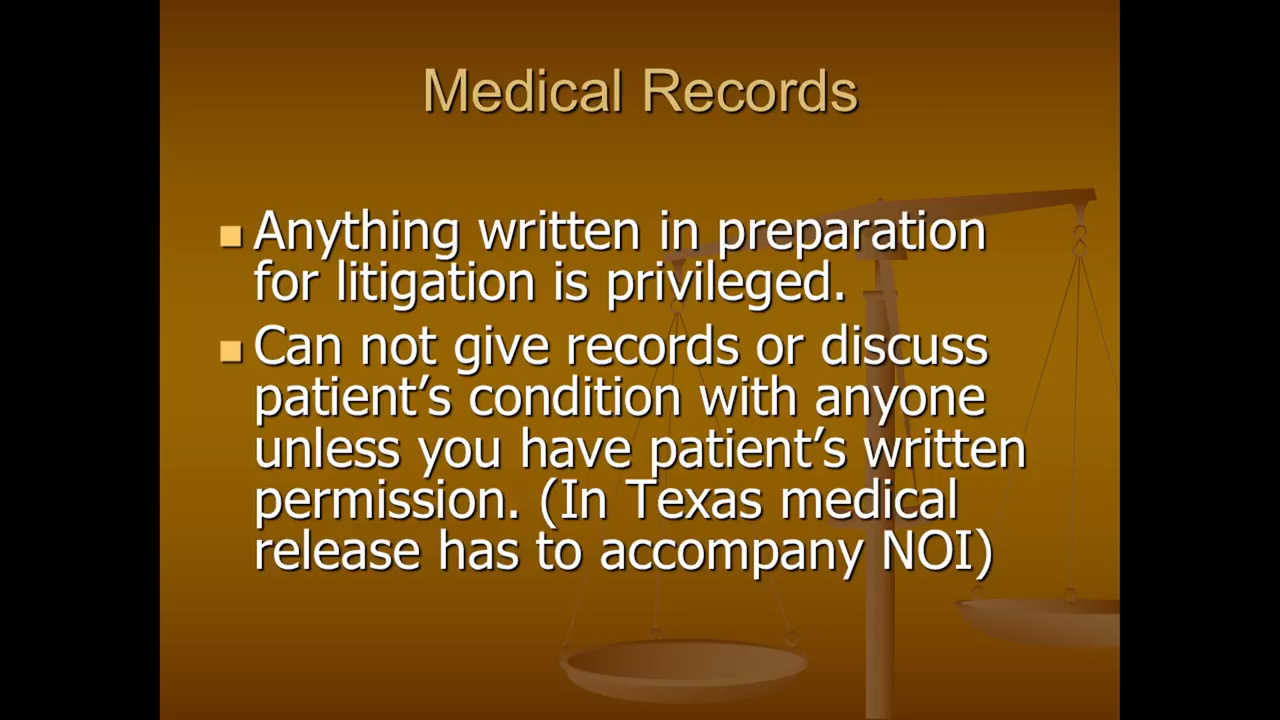 Medical Records
Anything written in preparation
for litigation is privileged.
Can not give records or discuss
patient’s condition with anyone
unless you have patient’s written
permission. (In Texas medical
release has to accompany NOI)